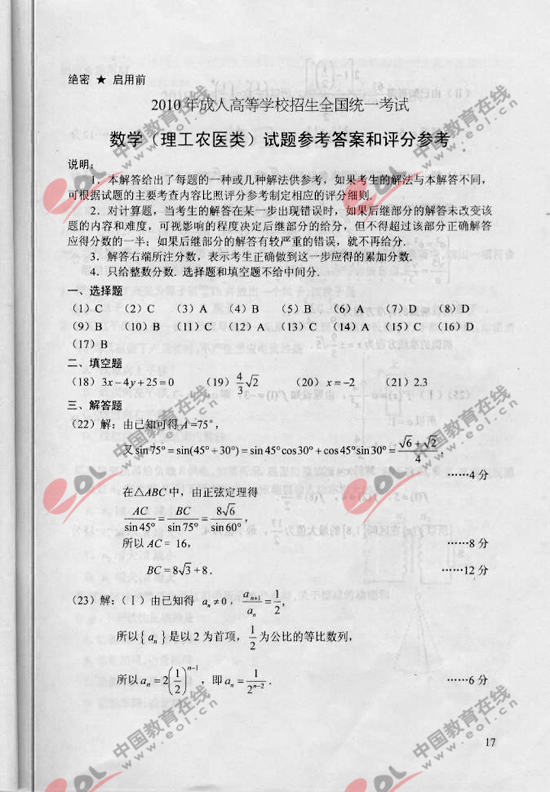 绝密 ★ 启用前
2010 年成人高等学校招生全国统一考试
数学（理工农医类）试题参考答案和评分参考
说明：
1. 本解答给出了每题的一种或几种解法供参考，如果考生的解法与本解答不同，
可根据试题的主要考查内容比照评分参考制定相应的评分细则.
2. 对计算题，当考生的解答在某一步出现错误时，如果后继部分的解答未改变该
题的内容和难度，可视影响的程度决定后继部分的给分，但不得超过该部分正确解答
应得分数的一半；如果后继部分的解答有较严重的错误，就不再给分.
3. 解答右端所注分数，表示考生正确做到这一步应得的累加分数.
4. 只给整数分数. 选择题和填空题不给中间分.
一、选择题
（1）C （2）C （3）A （4）B （5）B （6）A （7）D （8）D
（9）B （10）B （11）C （12）A （13）C （14）A （15）C （16）D
（17）B
二、填空题
（18）3x－4y＋25＝0 （19）4/3√2 （20）x＝−2 （21）2.3
三、解答题
（22）解：由已知可得 A=75°，
又 sin75°＝sin(45°＋30°)＝sin45°cos30°＋cos45°sin30°＝(√6＋√2)/4. ……4 分
在△ABC 中，由正弦定理得
AC/sin45°＝BC/sin75°＝8√6/sin60°，
所以 AC＝16， ……8 分
BC＝8√3＋8. ……12 分
（23）解：（Ⅰ）由已知得 aₙ≠0，aₙ₊₁/aₙ＝1/2，
所以{aₙ}是以 2 为首项，1/2 为公比的等比数列，
所以 aₙ＝2(1/2)ⁿ⁻¹，即 aₙ＝1/2ⁿ⁻². ……6 分
17
中国教育在线
www.eol.cn